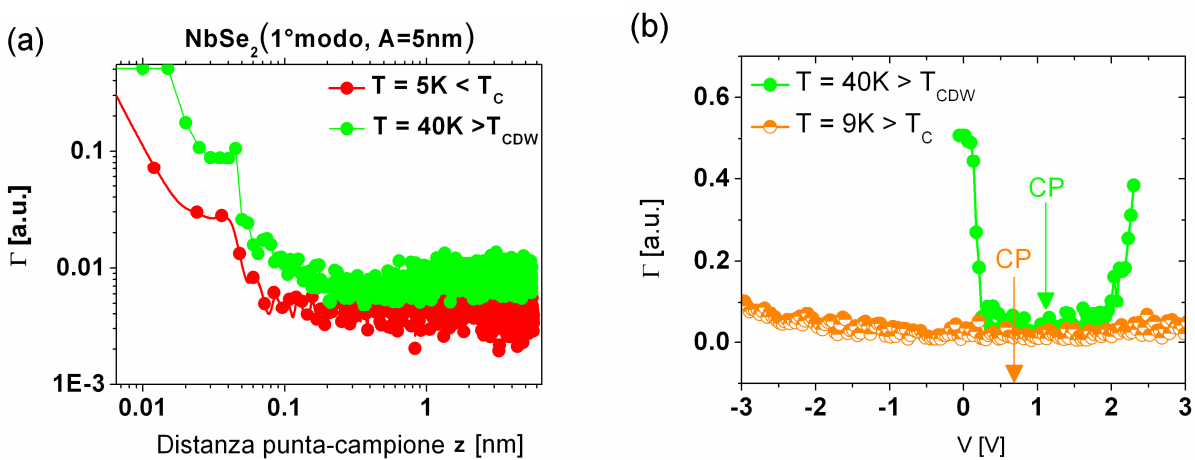 (a)
NbSe2(1°modo, A=5nm)
T = 5K < TC
T = 40K >TCDW
0.1
0.01
1E-3
Γ [a.u.]
0.01 0.1 1
Distanza punta-campione z [nm]
(b)
T = 40K > TCDW
T = 9K > TC
0.6
0.4
0.2
0.0
Γ [a.u.]
CP
CP
-3 -2 -1 0 1 2 3
V [V]